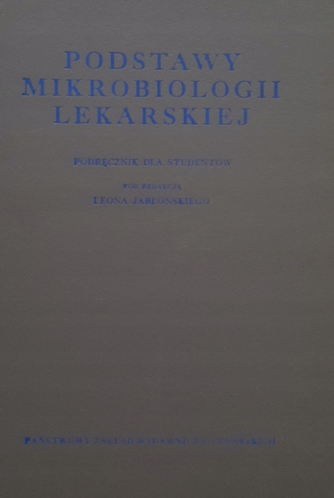 PODSTAWY
MIKROBIOLOGII
LEKARSKIEJ
PODRĘCZNIK DLA STUDENTÓW
POD REDAKCJĄ
LEONA JABŁOŃSKIEGO
PAŃSTWOWY ZAKŁAD WYDAWNICTW LEKARSKICH